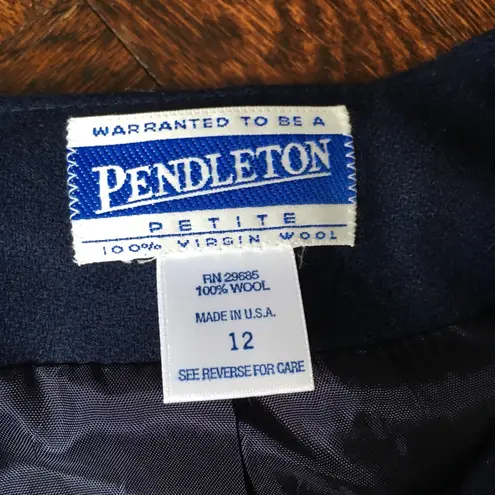 WARRANTED TO BE A
PENDLETON
PETITE
100% VIRGIN WOOL
RN 29685
100% WOOL
MADE IN U.S.A.
12
SEE REVERSE FOR CARE